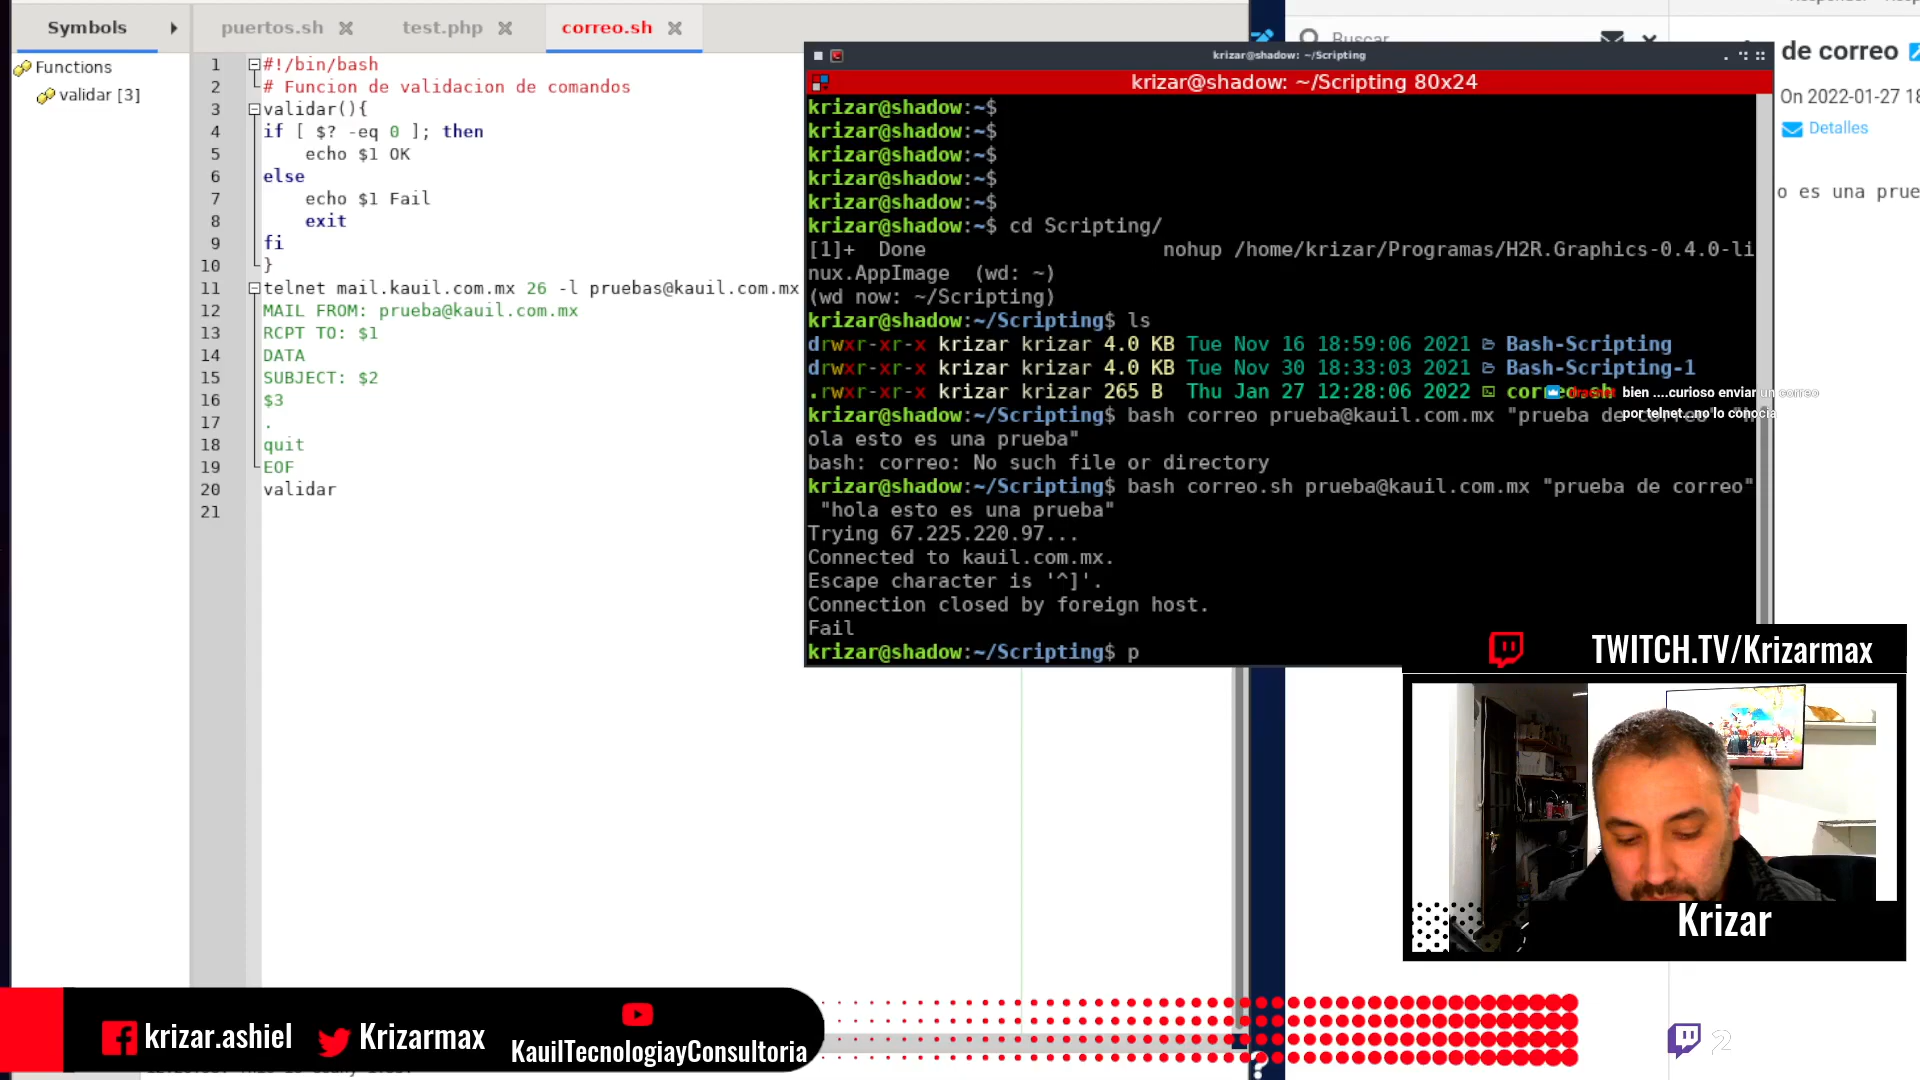 Symbols
puertos.sh
test.php
correo.sh
Functions
validar [3]
1 #!/bin/bash
2 # Funcion de validacion de comandos
3 validar(){
4 if [ $? -eq 0 ]; then
5 echo $1 OK
6 else
7 echo $1 Fail
8 exit
9 fi
10 }
11 telnet mail.kauil.com.mx 26 -l pruebas@kauil.com.mx
12 MAIL FROM: prueba@kauil.com.mx
13 RCPT TO: $1
14 DATA
15 SUBJECT: $2
16 $3
17 .
18 quit
19 EOF
20 validar
21
krizar@shadow: ~/Scripting
krizar@shadow: ~/Scripting 80x24
krizar@shadow:~$
krizar@shadow:~$
krizar@shadow:~$
krizar@shadow:~$
krizar@shadow:~$
krizar@shadow:~$ cd Scripting/
[1]+ Done nohup /home/krizar/Programas/H2R.Graphics-0.4.0-li
nux.AppImage (wd: ~)
(wd now: ~/Scripting)
krizar@shadow:~/Scripting$ ls
drwxr-xr-x krizar krizar 4.0 KB Tue Nov 16 18:59:06 2021 Bash-Scripting
drwxr-xr-x krizar krizar 4.0 KB Tue Nov 30 18:33:03 2021 Bash-Scripting-1
.rwxr-xr-x krizar krizar 265 B Thu Jan 27 12:28:06 2022 correo.sh
bien ....curioso enviar un correo
por telnet...no lo conocia
krizar@shadow:~/Scripting$ bash correo prueba@kauil.com.mx "prueba de correo" "h
ola esto es una prueba"
bash: correo: No such file or directory
krizar@shadow:~/Scripting$ bash correo.sh prueba@kauil.com.mx "prueba de correo"
"hola esto es una prueba"
Trying 67.225.220.97...
Connected to kauil.com.mx.
Escape character is '^]'.
Connection closed by foreign host.
Fail
krizar@shadow:~/Scripting$ p
Buscar
de correo
On 2022-01-27 18
Detalles
o es una prue
TWITCH.TV/Krizarmax
Krizar
krizar.ashiel
Krizarmax
KauilTecnologiayConsultoria
2